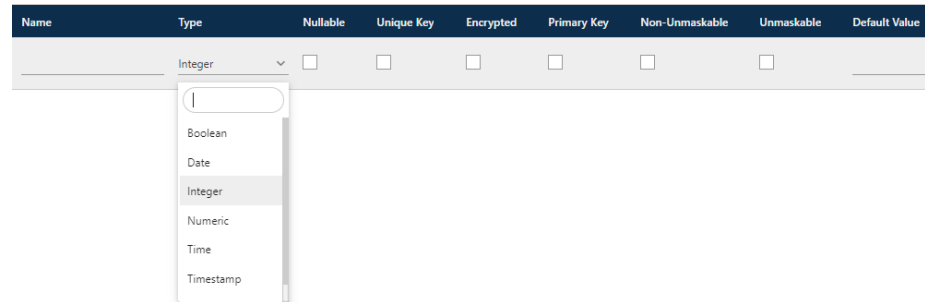 Name Type Nullable Unique Key Encrypted Primary Key Non-Unmaskable Unmaskable Default Value
Integer
Boolean
Date
Integer
Numeric
Time
Timestamp